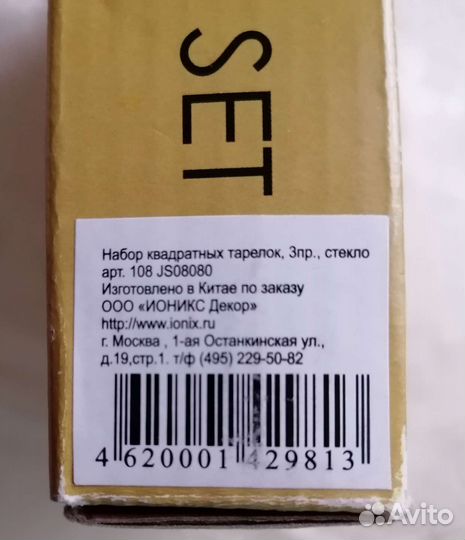 SET
Набор квадратных тарелок, 3пр., стекло
арт. 108 JS08080
Изготовлено в Китае по заказу
ООО «ИОНИКС Декор»
http://www.ionix.ru
г. Москва , 1-ая Останкинская ул.,
д.19,стр.1. т/ф (495) 229-50-82
4 620001 429813
Avito